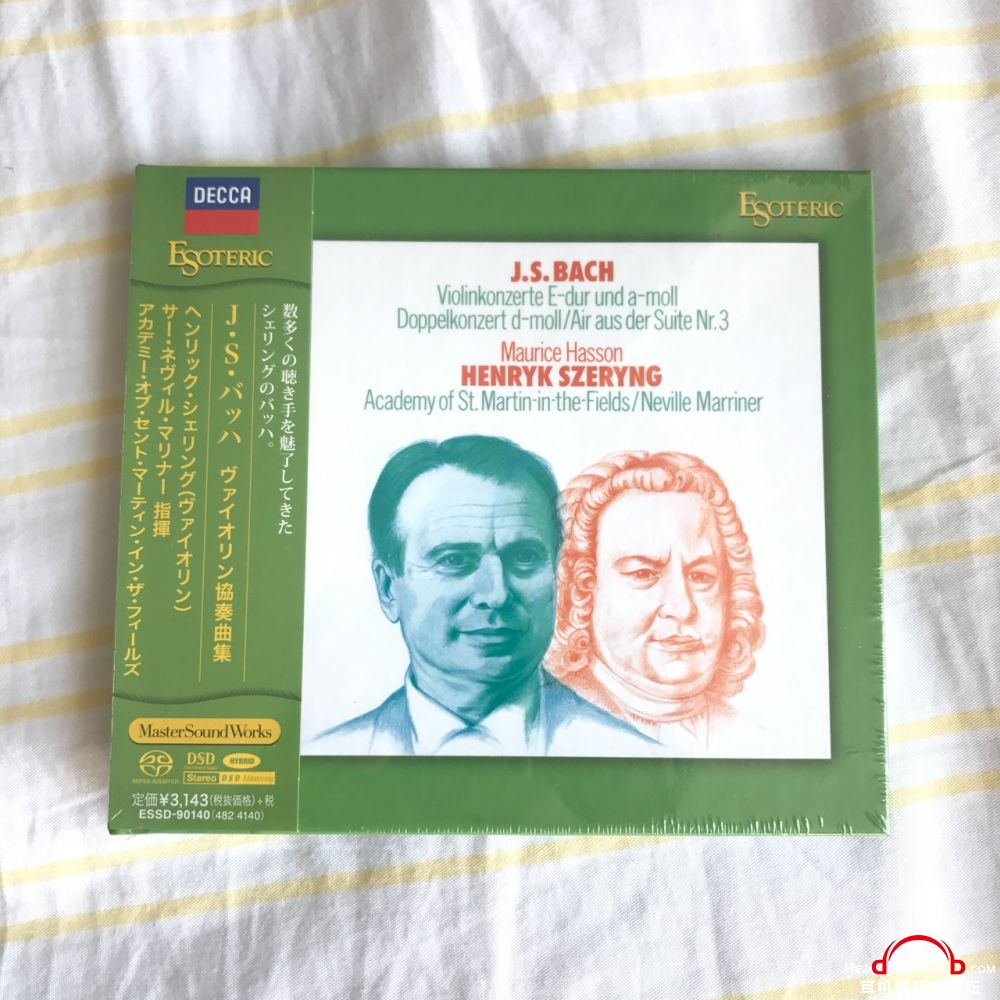 DECCA
ESOTERIC
数多くの聴き手を魅了してきた
シェリングのバッハ。
J・S・バッハ ヴァイオリン協奏曲集
ヘンリック・シェリング(ヴァイオリン)
サー・ネヴィル・マリナー 指揮
アカデミー・オブ・セント・マーティン・イン・ザ・フィールズ
MasterSoundWorks
SUPER AUDIO CD
DSD
HYBRID
Stereo
DSD Mastering
定価¥3,143(税抜価格)+税
ESSD-90140(482 4140)
ESOTERIC
J.S. BACH
Violinkonzerte E-dur und a-moll
Doppelkonzert d-moll/Air aus der Suite Nr. 3
Maurice Hasson
HENRYK SZERYNG
Academy of St. Martin-in-the-Fields/Neville Marriner